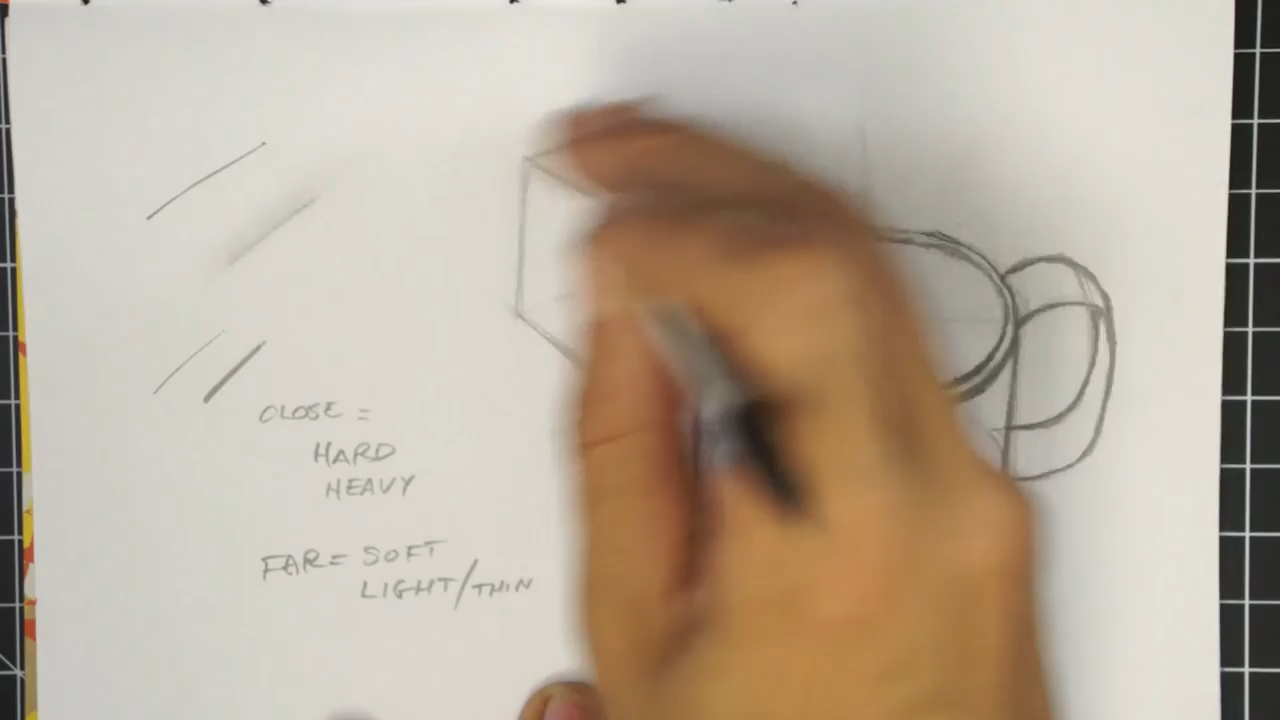 CLOSE =
HARD
HEAVY
FAR = SOFT
LIGHT/THIN